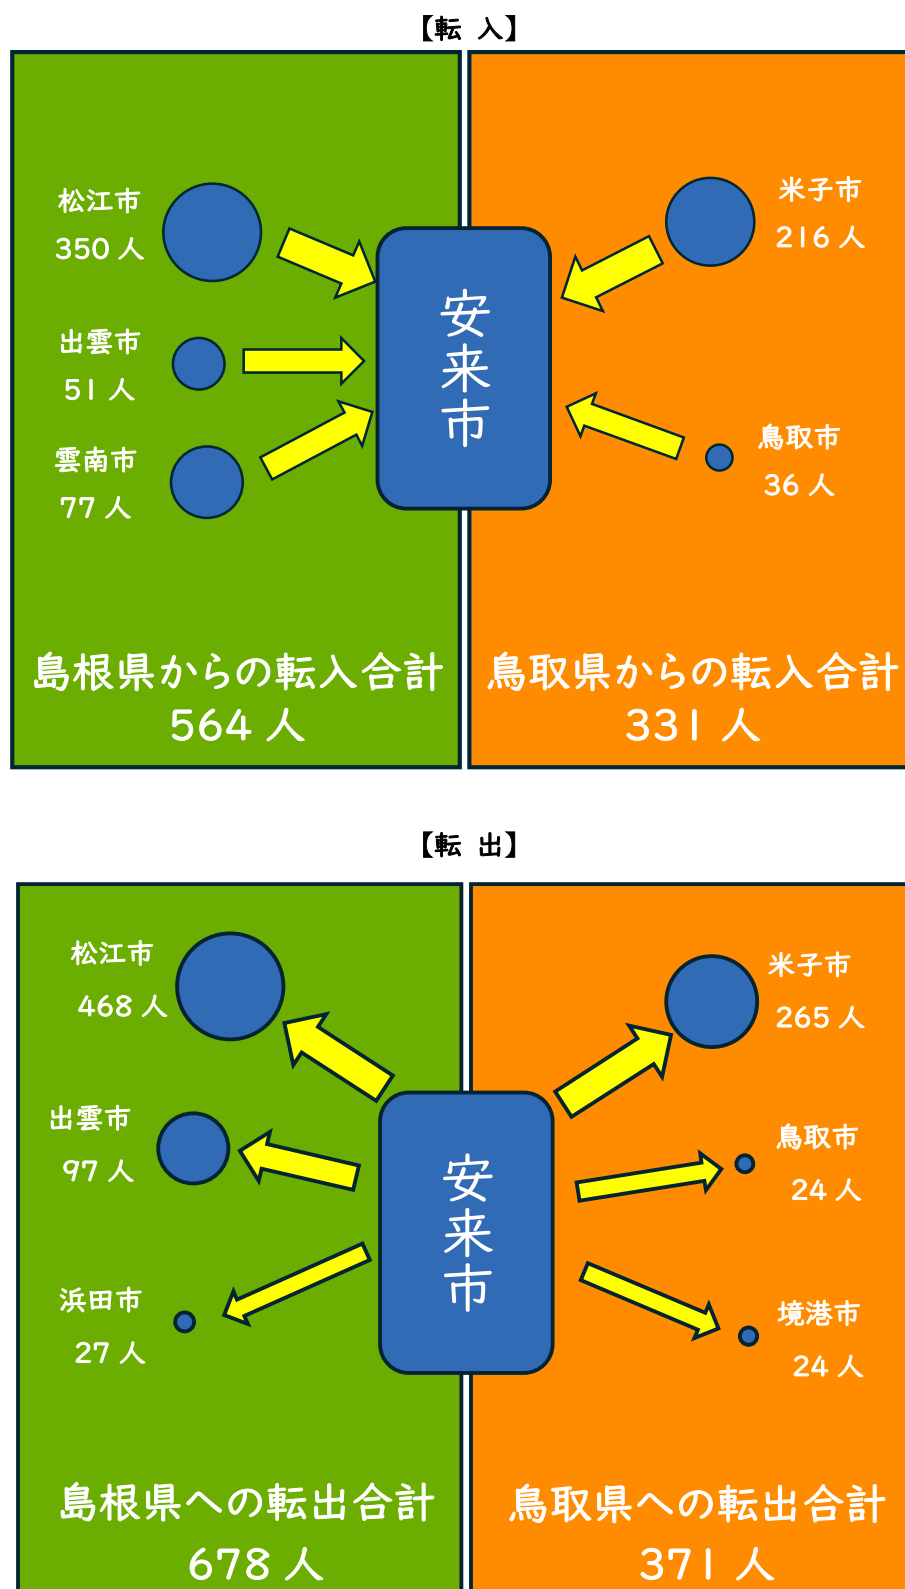 【転 入】
松江市
350 人
出雲市
51 人
雲南市
77 人
安来市
米子市
216 人
鳥取市
36 人
島根県からの転入合計
564 人
鳥取県からの転入合計
331 人
【転 出】
松江市
468 人
出雲市
97 人
浜田市
27 人
安来市
米子市
265 人
鳥取市
24 人
境港市
24 人
島根県への転出合計
678 人
鳥取県への転出合計
371 人